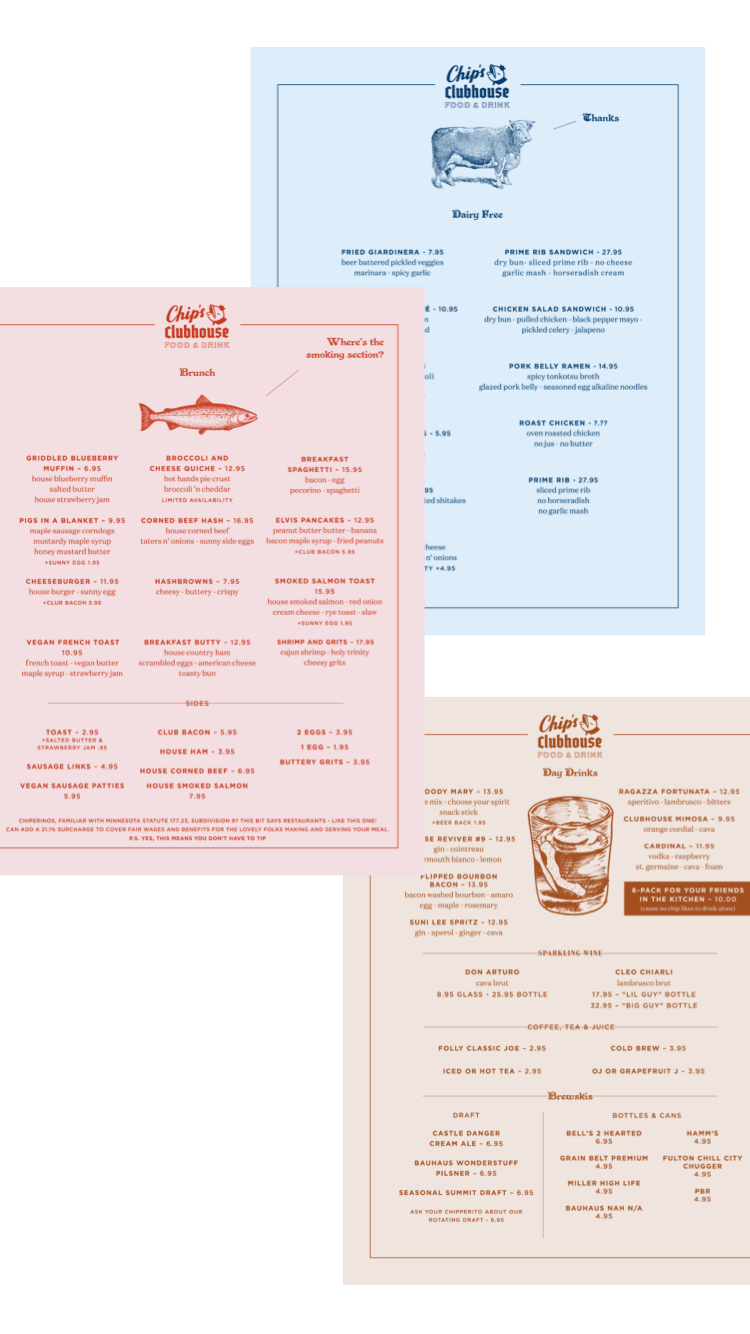 Chip's
Clubhouse
FOOD & DRINK
Thanks
Dairy Free
FRIED GIARDINERA - 7.95
beer battered pickled veggies
marinara - spicy garlic
PRIME RIB SANDWICH - 27.95
dry bun- sliced prime rib - no cheese
garlic mash - horseradish cream
- 10.95
CHICKEN SALAD SANDWICH - 10.95
dry bun - pulled chicken - black pepper mayo -
pickled celery - jalapeno
PORK BELLY RAMEN - 14.95
spicy tonkotsu broth
glazed pork belly - seasoned egg alkaline noodles
- 5.95
ROAST CHICKEN - ?.??
oven roasted chicken
no jus - no butter
95
shitakes
PRIME RIB - 27.95
sliced prime rib
no horseradish
no garlic mash
n' onions
+4.95
Chip's
Clubhouse
FOOD & DRINK
Where's the
smoking section?
Brunch
GRIDDLED BLUEBERRY
MUFFIN - 6.95
house blueberry muffin
salted butter
house strawberry jam
BROCCOLI AND
CHEESE QUICHE - 12.95
hot hands pie crust
broccoli 'n cheddar
LIMITED AVAILABILITY
BREAKFAST
SPAGHETTI - 15.95
bacon - egg
pecorino - spaghetti
PIGS IN A BLANKET - 9.95
maple sausage corndogs
mustardy maple syrup
honey mustard butter
+SUNNY EGG 1.95
CORNED BEEF HASH - 16.95
house corned beef
taters n' onions - sunny side eggs
ELVIS PANCAKES - 12.95
peanut butter butter - banana
bacon maple syrup - fried peanuts
+CLUB BACON 5.95
CHEESEBURGER - 11.95
house burger - sunny egg
+CLUB BACON 5.95
HASHBROWNS - 7.95
cheesy - buttery - crispy
SMOKED SALMON TOAST
15.95
house smoked salmon - red onion
cream cheese - rye toast - slaw
+SUNNY EGG 1.95
VEGAN FRENCH TOAST
10.95
french toast - vegan butter
maple syrup - strawberry jam
BREAKFAST BUTTY - 12.95
house country ham
scrambled eggs - american cheese
toasty bun
SHRIMP AND GRITS - 17.95
cajun shrimp - holy trinity
cheesy grits
SIDES
TOAST - 2.95
+SALTED BUTTER &
STRAWBERRY JAM .95
SAUSAGE LINKS - 4.95
VEGAN SAUSAGE PATTIES
5.95
CLUB BACON - 5.95
HOUSE HAM - 3.95
HOUSE CORNED BEEF - 6.95
HOUSE SMOKED SALMON
7.95
2 EGGS - 3.95
1 EGG - 1.95
BUTTERY GRITS - 3.95
CHIPERINOS, FAMILIAR WITH MINNESOTA STATUTE 177.23, SUBDIVISION 9? THIS BIT SAYS RESTAURANTS - LIKE THIS ONE!
CAN ADD A 21.1% SURCHARGE TO COVER FAIR WAGES AND BENEFITS FOR THE LOVELY FOLKS MAKING AND SERVING YOUR MEAL.
P.S. YES, THIS MEANS YOU DON'T HAVE TO TIP
Chip's
Clubhouse
FOOD & DRINK
Day Drinks
OODY MARY - 13.95
mix - choose your spirit
snack stick
+BEER BACK 1.95
SE REVIVER #9 - 12.95
gin - cointreau
rmouth bianco - lemon
FLIPPED BOURBON
BACON - 13.95
bacon washed bourbon - amaro
egg - maple - rosemary
SUNI LEE SPRITZ - 12.95
gin - aperol - ginger - cava
RAGAZZA FORTUNATA - 12.95
aperitivo - lambrusco - bitters
CLUBHOUSE MIMOSA - 9.95
orange cordial - cava
CARDINAL - 11.95
vodka - raspberry
st. germaine - cava - foam
6-PACK FOR YOUR FRIENDS
IN THE KITCHEN - 10.00
(cause no chip likes to drink alone)
SPARKLING WINE
DON ARTURO
cava brut
8.95 GLASS - 25.95 BOTTLE
CLEO CHIARLI
lambrusco brut
17.95 - "LIL GUY" BOTTLE
32.95 - "BIG GUY" BOTTLE
COFFEE, TEA & JUICE
FOLLY CLASSIC JOE - 2.95
COLD BREW - 3.95
ICED OR HOT TEA - 2.95
OJ OR GRAPEFRUIT J - 3.95
Brewskis
DRAFT
CASTLE DANGER
CREAM ALE - 6.95
BAUHAUS WONDERSTUFF
PILSNER - 6.95
SEASONAL SUMMIT DRAFT - 6.95
ASK YOUR CHIPPERITO ABOUT OUR
ROTATING DRAFT - 6.95
BOTTLES & CANS
BELL'S 2 HEARTED
6.95
GRAIN BELT PREMIUM
4.95
MILLER HIGH LIFE
4.95
BAUHAUS NAH N/A
4.95
HAMM'S
4.95
FULTON CHILL CITY
CHUGGER
4.95
PBR
4.95